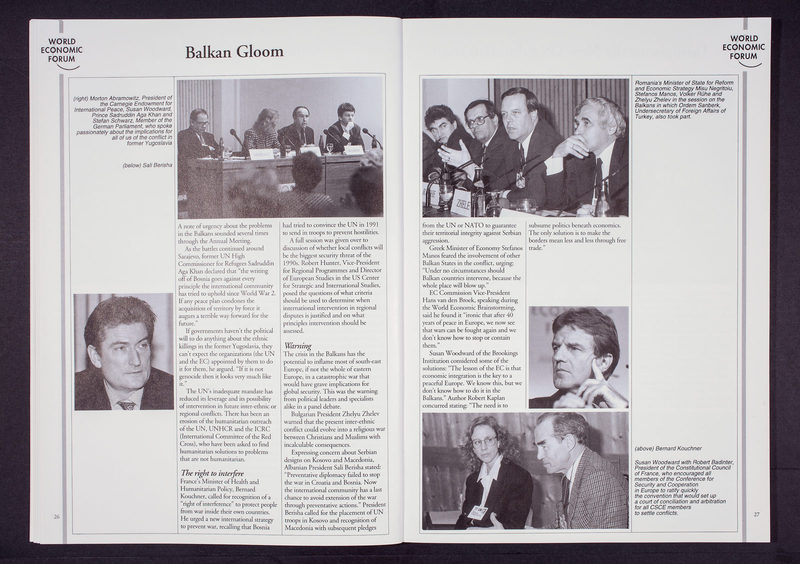 WORLD
ECONOMIC
FORUM
Balkan Gloom
(right) Morton Abramowitz, President of
the Carnegie Endowment for
International Peace, Susan Woodward,
Prince Sadruddin Aga Khan and
Stefan Schwarz, Member of the
German Parliament, who spoke
passionately about the implications for
all of us of the conflict in
former Yugoslavia
(below) Sali Berisha
A note of urgency about the problems
in the Balkans sounded several times
through the Annual Meeting.
As the battles continued around
Sarajevo, former UN High
Commissioner for Refugees Sadruddin
Aga Khan declared that "the writing
off of Bosnia goes against every
principle the international community
has tried to uphold since World War 2.
If any peace plan condones the
acquisition of territory by force it
augurs a terrible way forward for the
future."
If governments haven't the political
will to do anything about the ethnic
killings in the former Yugoslavia, they
can't expect the organizations (the UN
and the EC) appointed by them to do
it for them, he argued. "If it is not
genocide then it looks very much like
it."
The UN's inadequate mandate has
reduced its leverage and its possibility
of intervention in future inter-ethnic or
regional conflicts. There has been an
erosion of the humanitarian outreach
of the UN, UNHCR and the ICRC
(International Committee of the Red
Cross), who have been asked to find
humanitarian solutions to problems
that are not humanitarian.
The right to interfere
France's Minister of Health and
Humanitarian Policy, Bernard
Kouchner, called for recognition of a
"right of interference" to protect people
from war inside their own countries.
He urged a new international strategy
to prevent war, recalling that Bosnia
had tried to convince the UN in 1991
to send in troops to prevent hostilities.
A full session was given over to
discussion of whether local conflicts will
be the biggest security threat of the
1990s. Robert Hunter, Vice-President
for Regional Programmes and Director
of European Studies in the US Center
for Strategic and International Studies,
posed the questions of what criteria
should be used to determine when
international intervention in regional
disputes is justified and on what
principles intervention should be
assessed.
Warning
The crisis in the Balkans has the
potential to inflame most of south-east
Europe, if not the whole of eastern
Europe, in a catastrophic war that
would have grave implications for
global security. This was the warning
from political leaders and specialists
alike in a panel debate.
Bulgarian President Zhelyu Zhelev
warned that the present inter-ethnic
conflict could evolve into a religious war
between Christians and Muslims with
incalculable consequences.
Expressing concern about Serbian
designs on Kosovo and Macedonia,
Albanian President Sali Berisha stated:
"Preventative diplomacy failed to stop
the war in Croatia and Bosnia. Now
the international community has a last
chance to avoid extension of the war
through preventative actions." President
Berisha called for the placement of UN
troops in Kosovo and recognition of
Macedonia with subsequent pledges
26
WORLD
ECONOMIC
FORUM
ZHELE
Romania's Minister of State for Reform
and Economic Strategy Misu Negritoiu,
Stefanos Manos, Volker Rühe and
Zhelyu Zhelev in the session on the
Balkans in which Ordem Sanberk,
Undersecretary of Foreign Affairs of
Turkey, also took part.
from the UN or NATO to guarantee
their territorial integrity against Serbian
aggression.
Greek Minister of Economy Stefanos
Manos feared the involvement of other
Balkan States in the conflict, urging:
"Under no circumstances should
Balkan countries intervene, because the
whole place will blow up."
EC Commission Vice-President
Hans van den Broek, speaking during
the World Economic Brainstorming,
said he found it "ironic that after 40
years of peace in Europe, we now see
that wars can be fought again and we
don't know how to stop or contain
them."
Susan Woodward of the Brookings
Institution considered some of the
solutions: "The lesson of the EC is that
economic integration is the key to a
peaceful Europe. We know this, but we
don't know how to do it in the
Balkans." Author Robert Kaplan
concurred stating: "The need is to
subsume politics beneath economics.
The only solution is to make the
borders mean less and less through free
trade."
(above) Bernard Kouchner
Susan Woodward with Robert Badinter,
President of the Constitutional Council
of France, who encouraged all
members of the Conference for
Security and Cooperation
in Europe to ratify quickly
the convention that would set up
a court of conciliation and arbitration
for all CSCE members
to settle conflicts.
27